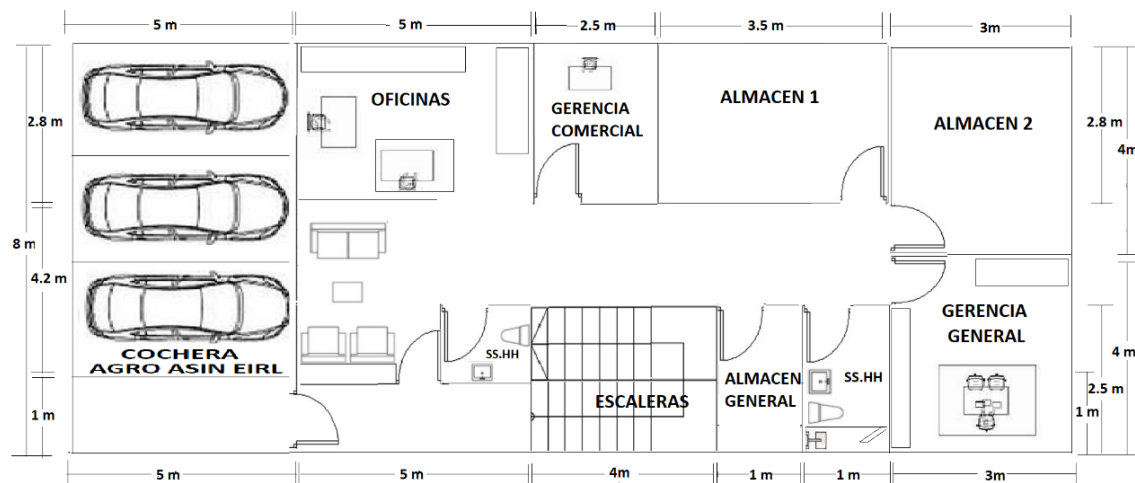 5 m
5 m
2.5 m
3.5 m
3m
OFICINAS
GERENCIA
COMERCIAL
ALMACEN 1
ALMACEN 2
2.8 m
2.8 m
4m
8 m
4.2 m
COCHERA
AGRO ASIN EIRL
SS.HH
ESCALERAS
ALMACEN
GENERAL
SS.HH
GERENCIA
GENERAL
4 m
2.5 m
1 m
1 m
5 m
5 m
4m
1 m
1 m
3m